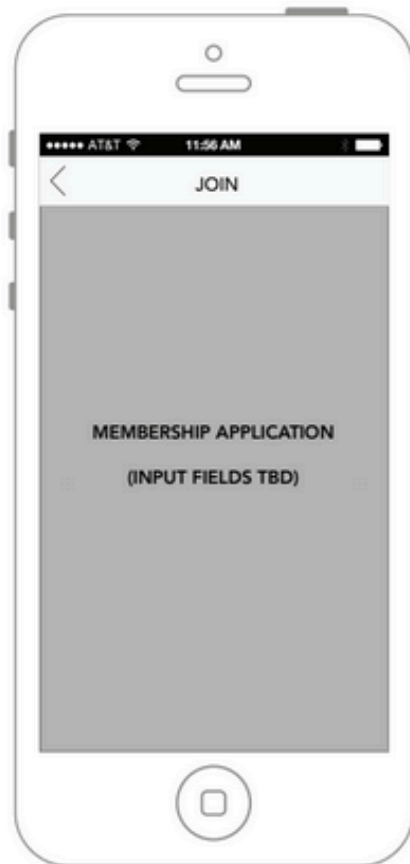 AT&T 11:56 AM
JOIN
MEMBERSHIP APPLICATION
(INPUT FIELDS TBD)